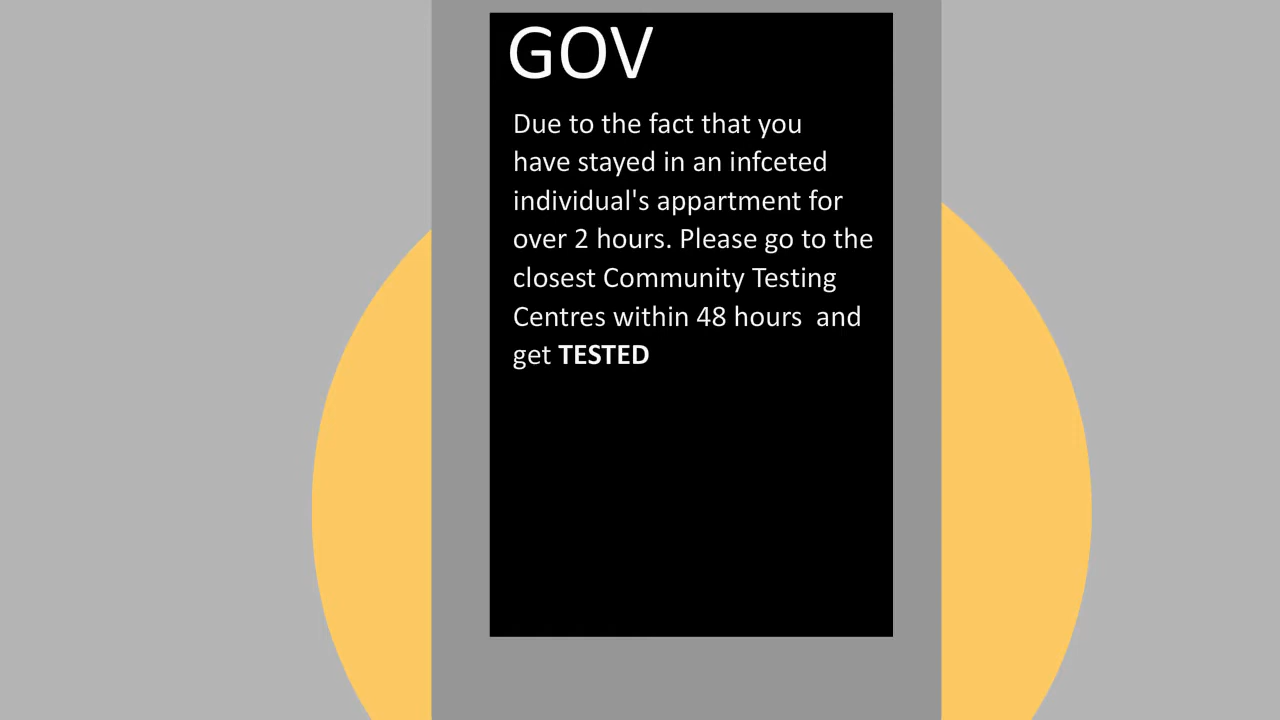 GOV
Due to the fact that you
have stayed in an infceted
individual's appartment for
over 2 hours. Please go to the
closest Community Testing
Centres within 48 hours  and
get TESTED